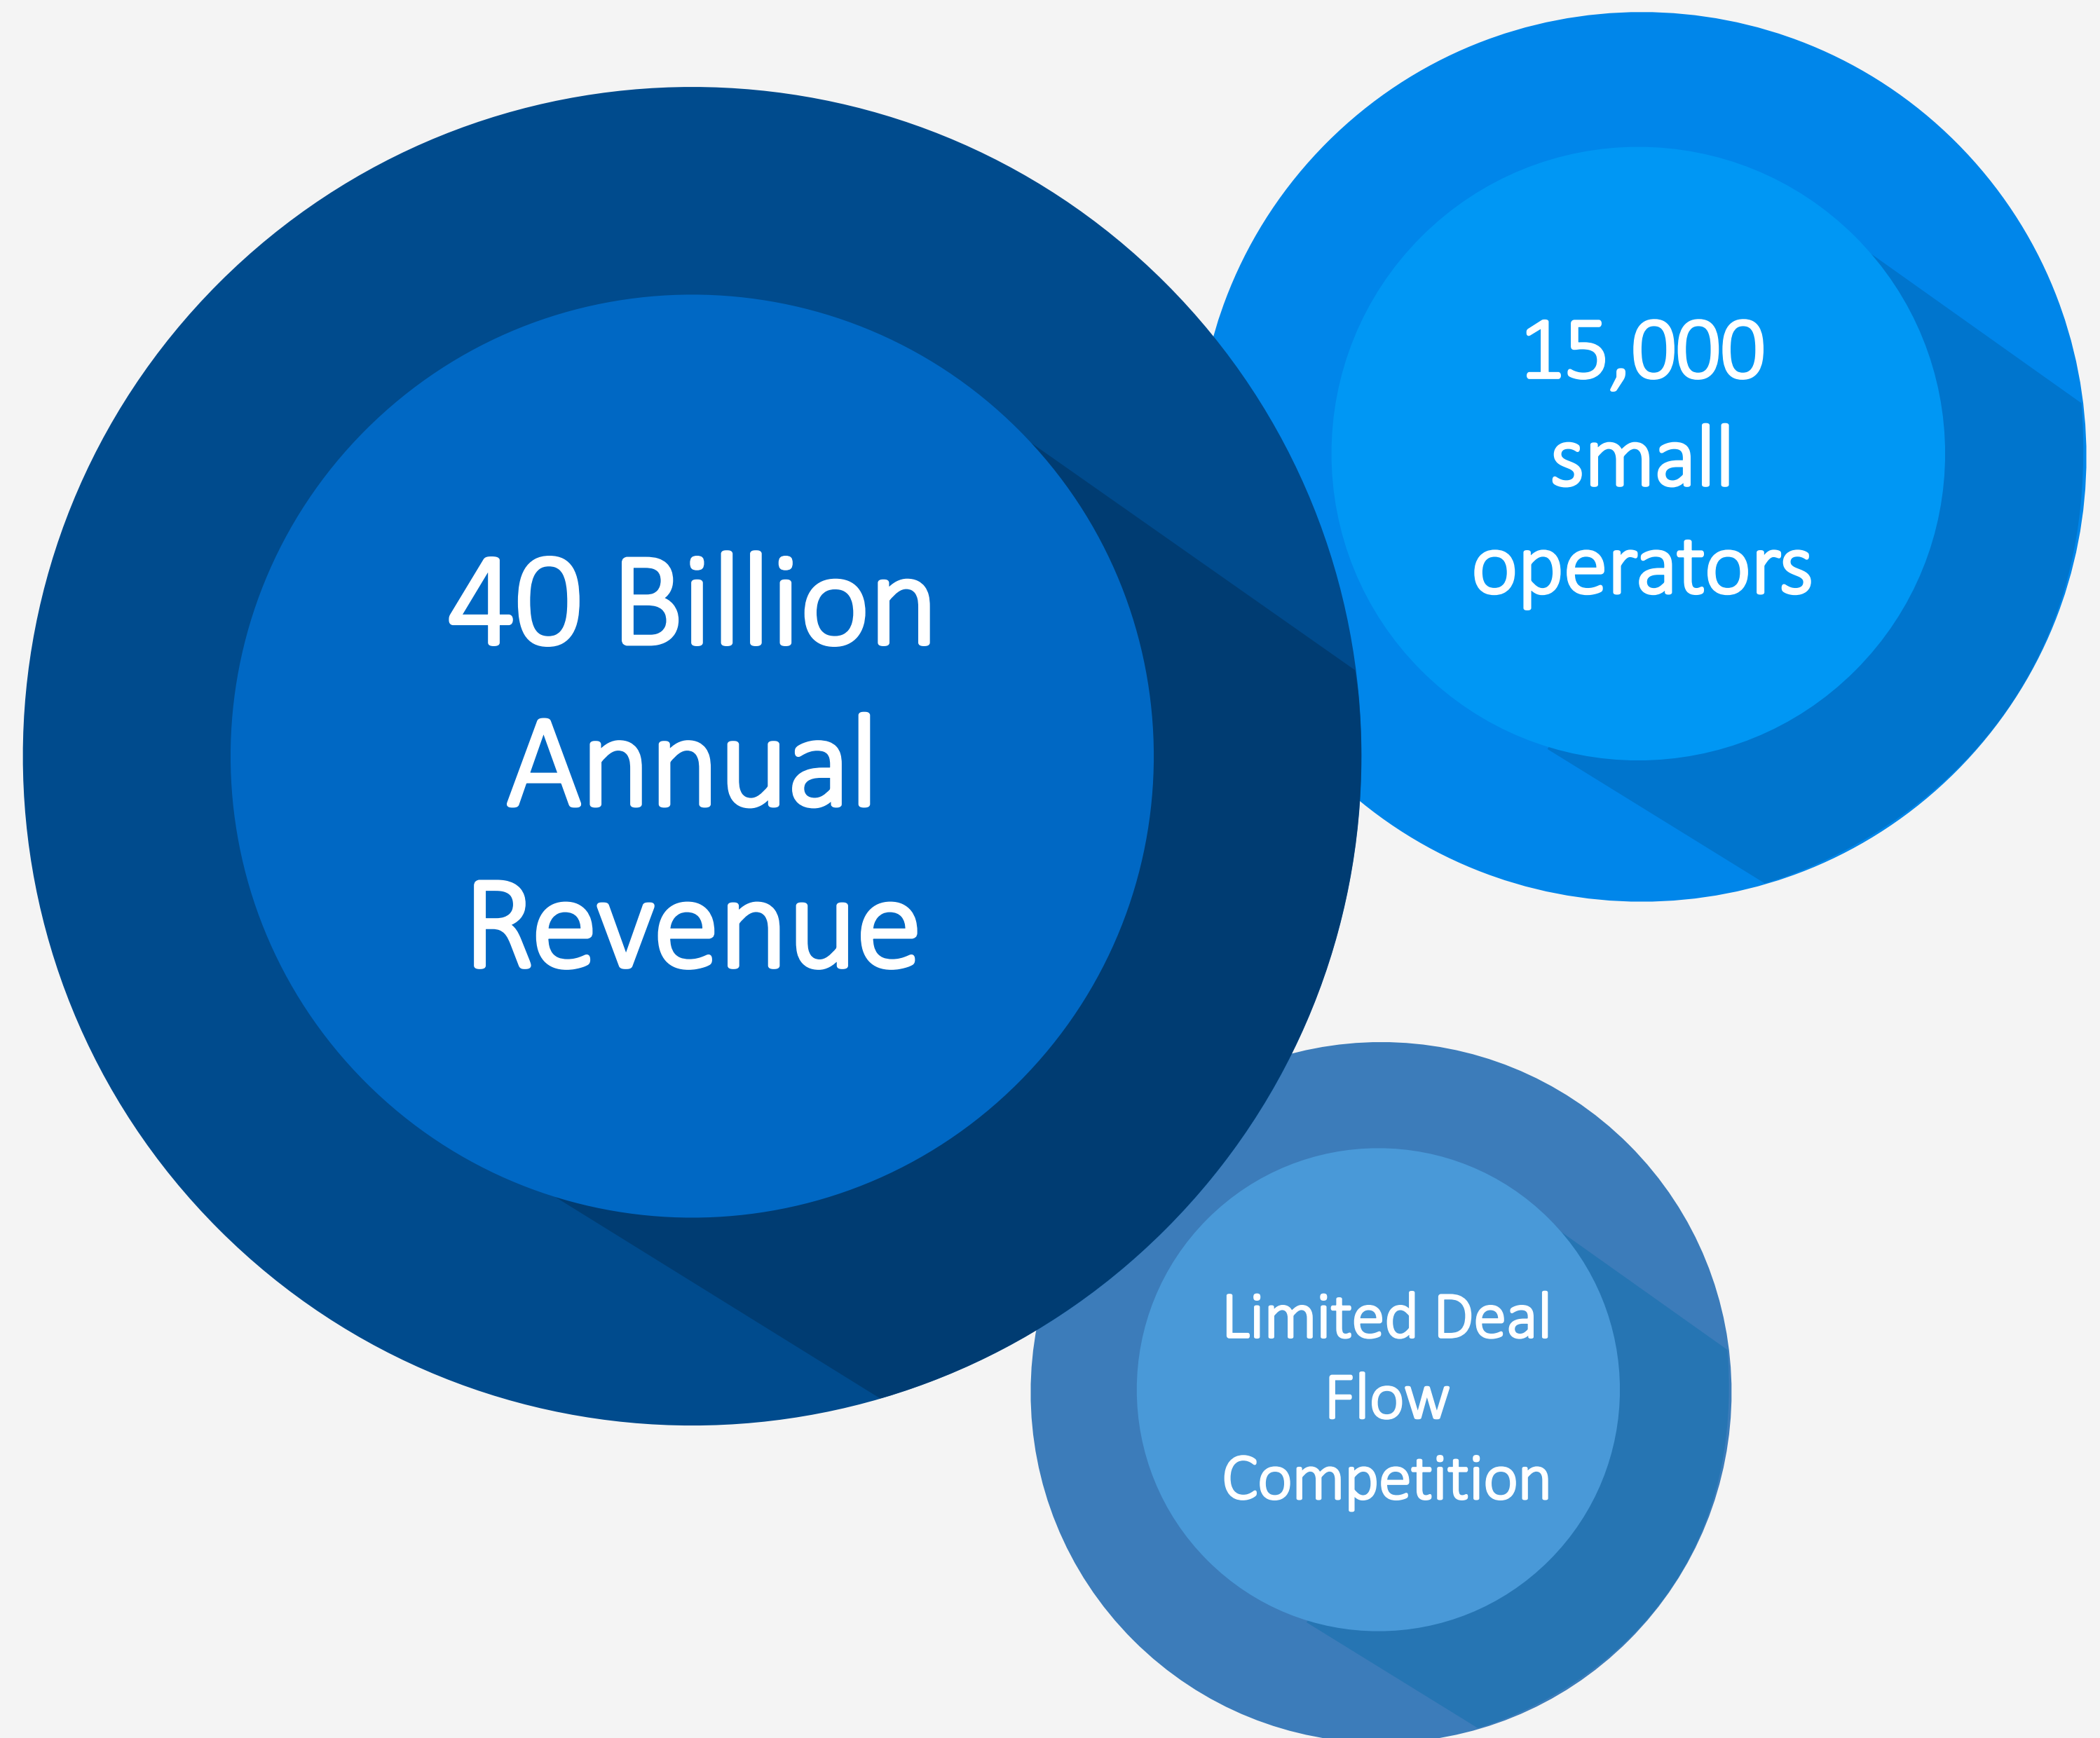 40 Billion
Annual
Revenue
15,000
small
operators
Limited Deal
Flow
Competition